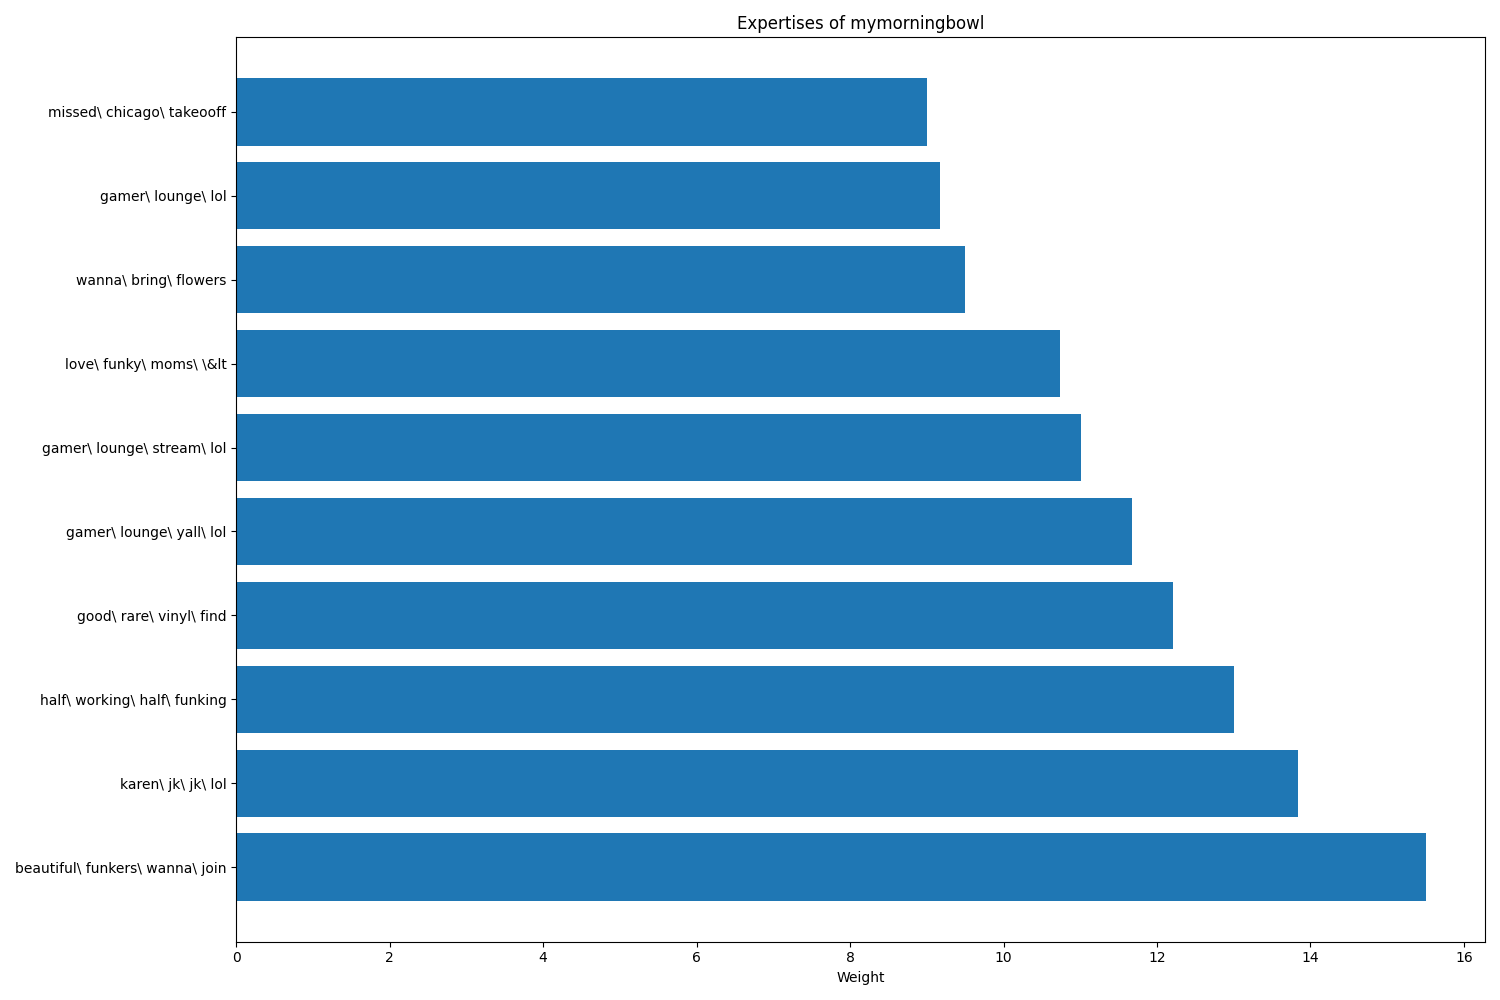 Expertises of mymorningbowl
missed\ chicago\ takeooff
gamer\ lounge\ lol
wanna\ bring\ flowers
love\ funky\ moms\ \&lt
gamer\ lounge\ stream\ lol
gamer\ lounge\ yall\ lol
good\ rare\ vinyl\ find
half\ working\ half\ funking
karen\ jk\ jk\ lol
beautiful\ funkers\ wanna\ join
0 2 4 6 8 10 12 14 16
Weight